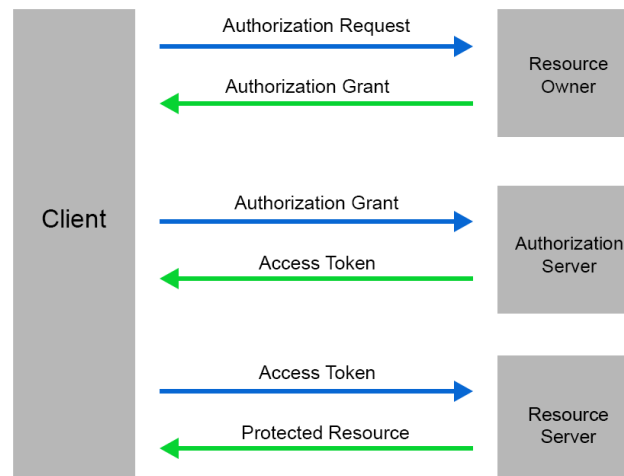 Authorization Request
Resource
Owner
Authorization Grant
Client
Authorization Grant
Authorization
Server
Access Token
Access Token
Resource
Server
Protected Resource